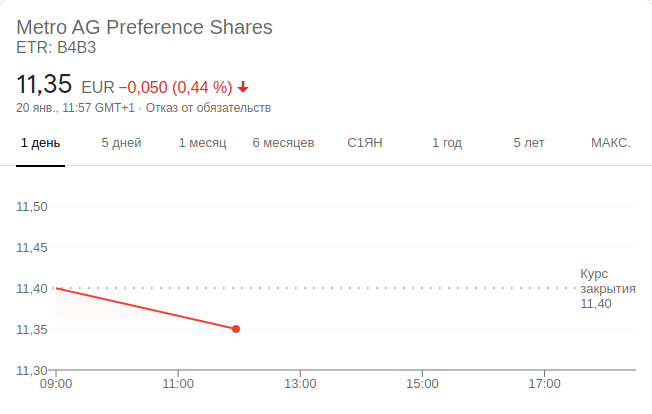 Metro AG Preference Shares
ETR: B4B3
11,35 EUR −0,050 (0,44 %)
20 янв., 11:57 GMT+1 · Отказ от обязательств
1 день 5 дней 1 месяц 6 месяцев С1ЯН 1 год 5 лет МАКС.
11,50
11,45
11,40
11,35
11,30
Курс
закрытия
11,40
09:00 11:00 13:00 15:00 17:00